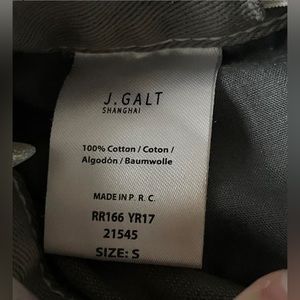 J.GALT
SHANGHAI
100% Cotton / Coton /
Algodón / Baumwolle
MADE IN P. R. C.
RR166 YR17
21545
SIZE: S